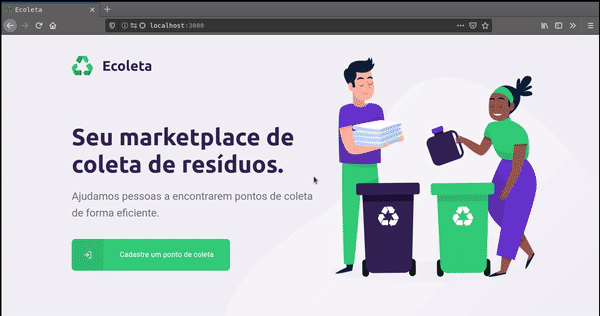 Ecoleta
localhost:3000
Ecoleta
Seu marketplace de
coleta de resíduos.
Ajudamos pessoas a encontrarem pontos de coleta
de forma eficiente.
Cadastre um ponto de coleta